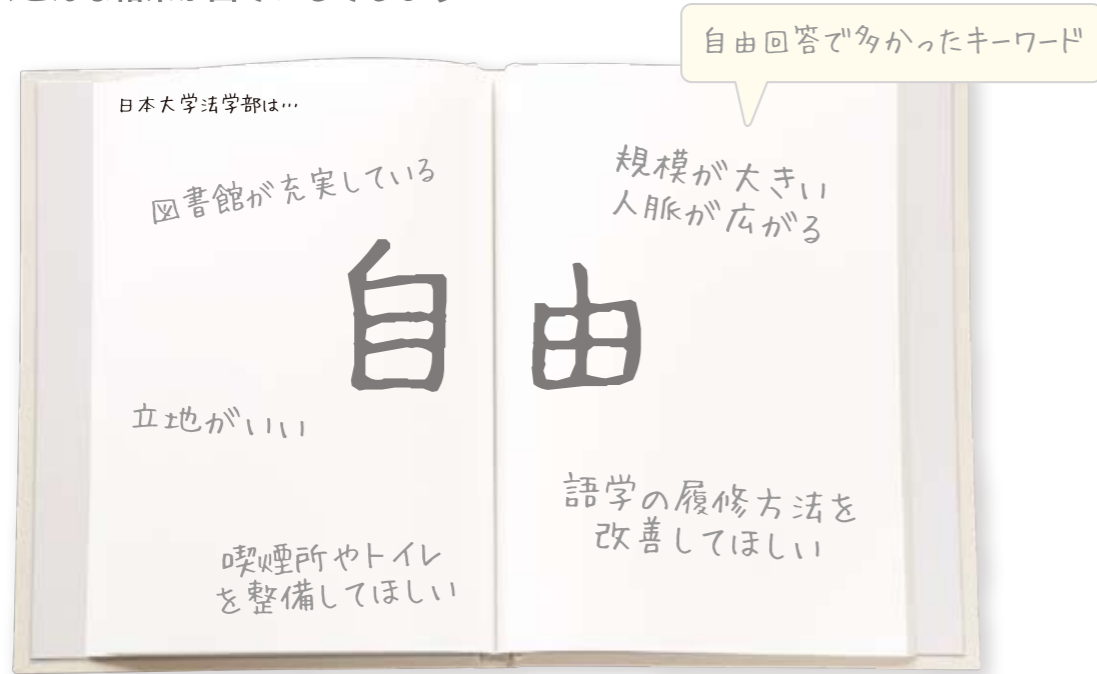 自由回答で多かったキーワード
日本大学法学部は…
図書館が充実している
規模が大きい
人脈が広がる
自由
立地がいい
語学の履修方法を
改善してほしい
喫煙所やトイレ
を整備してほしい